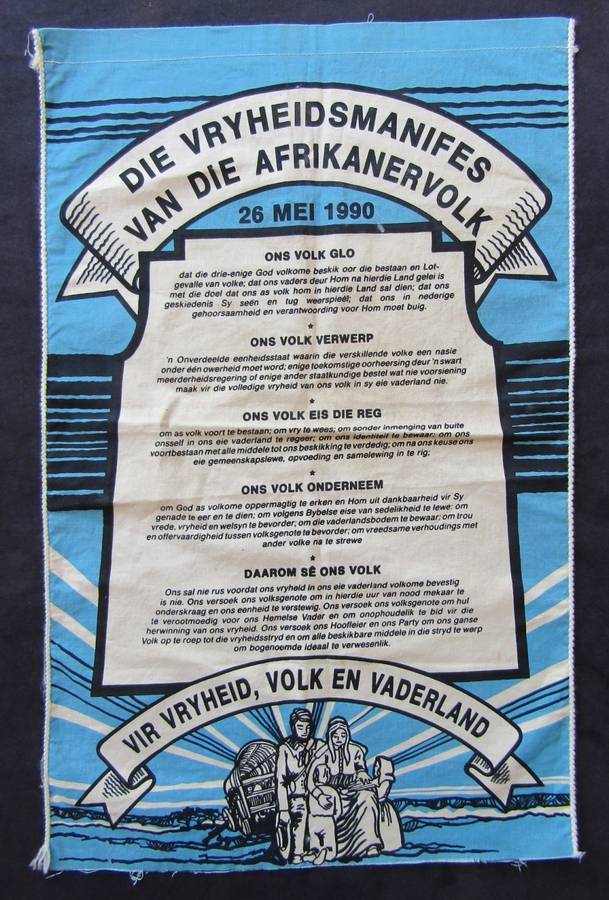 DIE VRYHEIDSMANIFES
VAN DIE AFRIKANERVOLK
26 MEI 1990
ONS VOLK GLO
dat die drie-enige God volkome beskik oor die bestaan en Lot-
gevalle van volke; dat ons vaders deur Hom na hierdie Land gelei is
met die doel dat ons as volk hom in hierdie Land sal dien; dat ons
geskiedenis Sy seën en tug weerspieël; dat ons in nederige
gehoorsaamheid en verantwoording voor Hom moet buig.
ONS VOLK VERWERP
'n Onverdeelde eenheidsstaat waarin die verskillende volke een nasie
onder één owerheid moet word; enige toekomstige oorheersing deur 'n swart
meerderheidsregering of enige ander staatkundige bestel wat nie voorsiening
maak vir die volledige vryheid van ons volk in sy eie vaderland nie.
ONS VOLK EIS DIE REG
om as volk voort te bestaan; om vry te wees; om sonder inmenging van buite
onsself in ons eie vaderland te regeer; om ons identiteit te bewaar; om ons
voortbestaan met alle middele tot ons beskikking te verdedig; om na ons keuse ons
eie gemeenskapslewe, opvoeding en samelewing in te rig;
ONS VOLK ONDERNEEM
om God as volkome oppermagtig te erken en Hom uit dankbaarheid vir Sy
genade te eer en te dien; om volgens Bybelse eise van sedelikheid te lewe; om
vrede, vryheid en welsyn te bevorder; om die vaderlandsbodem te bewaar; om trou
en offervaardigheid tussen volksgenote te bevorder; om vreedsame verhoudings met
ander volke na te strewe
DAAROM SÊ ONS VOLK
Ons sal nie rus voordat ons vryheid in ons eie vaderland volkome bevestig
is nie. Ons versoek ons volksgenote om in hierdie uur van nood mekaar te
onderskraag en ons eenheid te verstewig. Ons versoek ons volksgenote om hul
te verootmoedig voor ons Hemelse Vader en om onophoudelik te bid vir die
herwinning van ons vryheid. Ons versoek ons Hoofleier en ons Party om ons ganse
Volk op te roep tot die vryheidsstryd en om alle beskikbare middele in die stryd te werp
om bogenoemde ideaal te verwesenlik.
VIR VRYHEID, VOLK EN VADERLAND